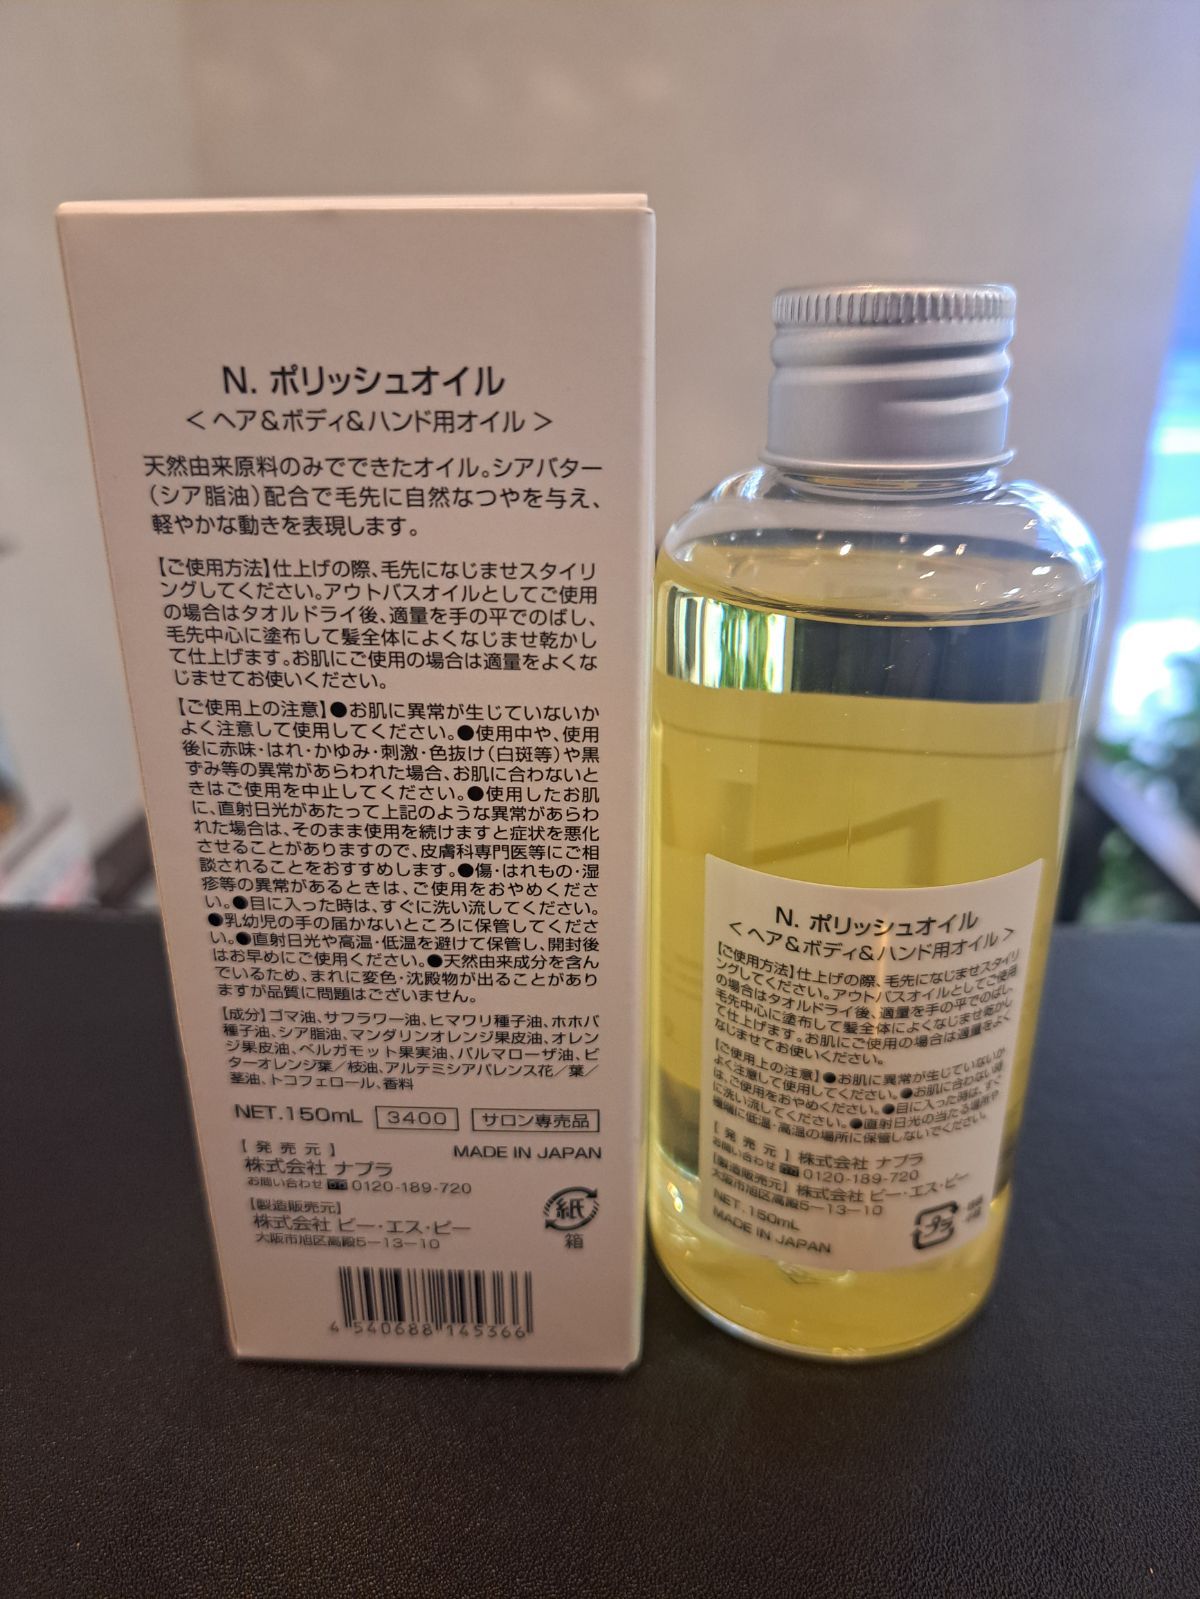 N. ポリッシュオイル
＜ヘア＆ボディ＆ハンド用オイル＞
天然由来原料のみでできたオイル。シアバター
（シア脂油）配合で毛先に自然なつやを与え、
軽やかな動きを表現します。
【ご使用方法】仕上げの際、毛先になじませスタイリ
ングしてください。アウトバスオイルとしてご使用
の場合はタオルドライ後、適量を手の平でのばし、
毛先中心に塗布して髪全体によくなじませ乾かし
て仕上げます。お肌にご使用の場合は適量をよくな
じませてお使いください。
【ご使用上の注意】●お肌に異常が生じていないか
よく注意して使用してください。●使用中や、使用
後に赤味・はれ・かゆみ・刺激・色抜け（白斑等）や黒
ずみ等の異常があらわれた場合、お肌に合わないと
きはご使用を中止してください。●使用したお肌
に、直射日光があたって上記のような異常があらわ
れた場合は、そのまま使用を続けますと症状を悪化
させることがありますので、皮膚科専門医等にご相
談されることをおすすめします。●傷・はれもの・湿
疹等の異常があるときは、ご使用をおやめくださ
い。●目に入った時は、すぐに洗い流してください。
●乳幼児の手の届かないところに保管してくださ
い。●直射日光や高温・低温を避けて保管し、開封後
はお早めにご使用ください。●天然由来成分を含ん
でいるため、まれに変色・沈殿物が出ることがあり
ますが品質に問題はございません。
【成分】ゴマ油、サフラワー油、ヒマワリ種子油、ホホバ
種子油、シア脂油、マンダリンオレンジ果皮油、オレン
ジ果皮油、ベルガモット果実油、パルマローザ油、ビ
ターオレンジ葉／枝油、アルテミシアパレンス花／葉／
茎油、トコフェロール、香料
NET.150mL 3400 サロン専売品
【発売元】 MADE IN JAPAN
株式会社 ナプラ
お問い合わせ 0120-189-720
【製造販売元】
株式会社 ビー・エス・ピー
大阪市旭区高殿5－13－10
紙
箱
4 540688 145366
N. ポリッシュオイル
＜ヘア＆ボディ＆ハンド用オイル＞
【ご使用方法】仕上げの際、毛先になじませスタイリ
ングしてください。アウトバスオイルとしてご使用
の場合はタオルドライ後、適量を手の平でのばし、
毛先中心に塗布して髪全体によくなじませ乾かし
て仕上げます。お肌にご使用の場合は適量をよく
なじませてお使いください。
【ご使用上の注意】●お肌に異常が生じていないか
よく注意して使用してください。●お肌に合わない時
は、ご使用をおやめください。●目に入った時は、すぐ
に洗い流してください。●直射日光の当たる場所や
極端に低温・高温の場所に保管しないでください。
【発売元】 株式会社 ナプラ
お問い合わせ 0120-189-720
【製造販売元】 株式会社 ビー・エス・ピー
大阪市旭区高殿5－13－10
NET.150mL
MADE IN JAPAN
プラ